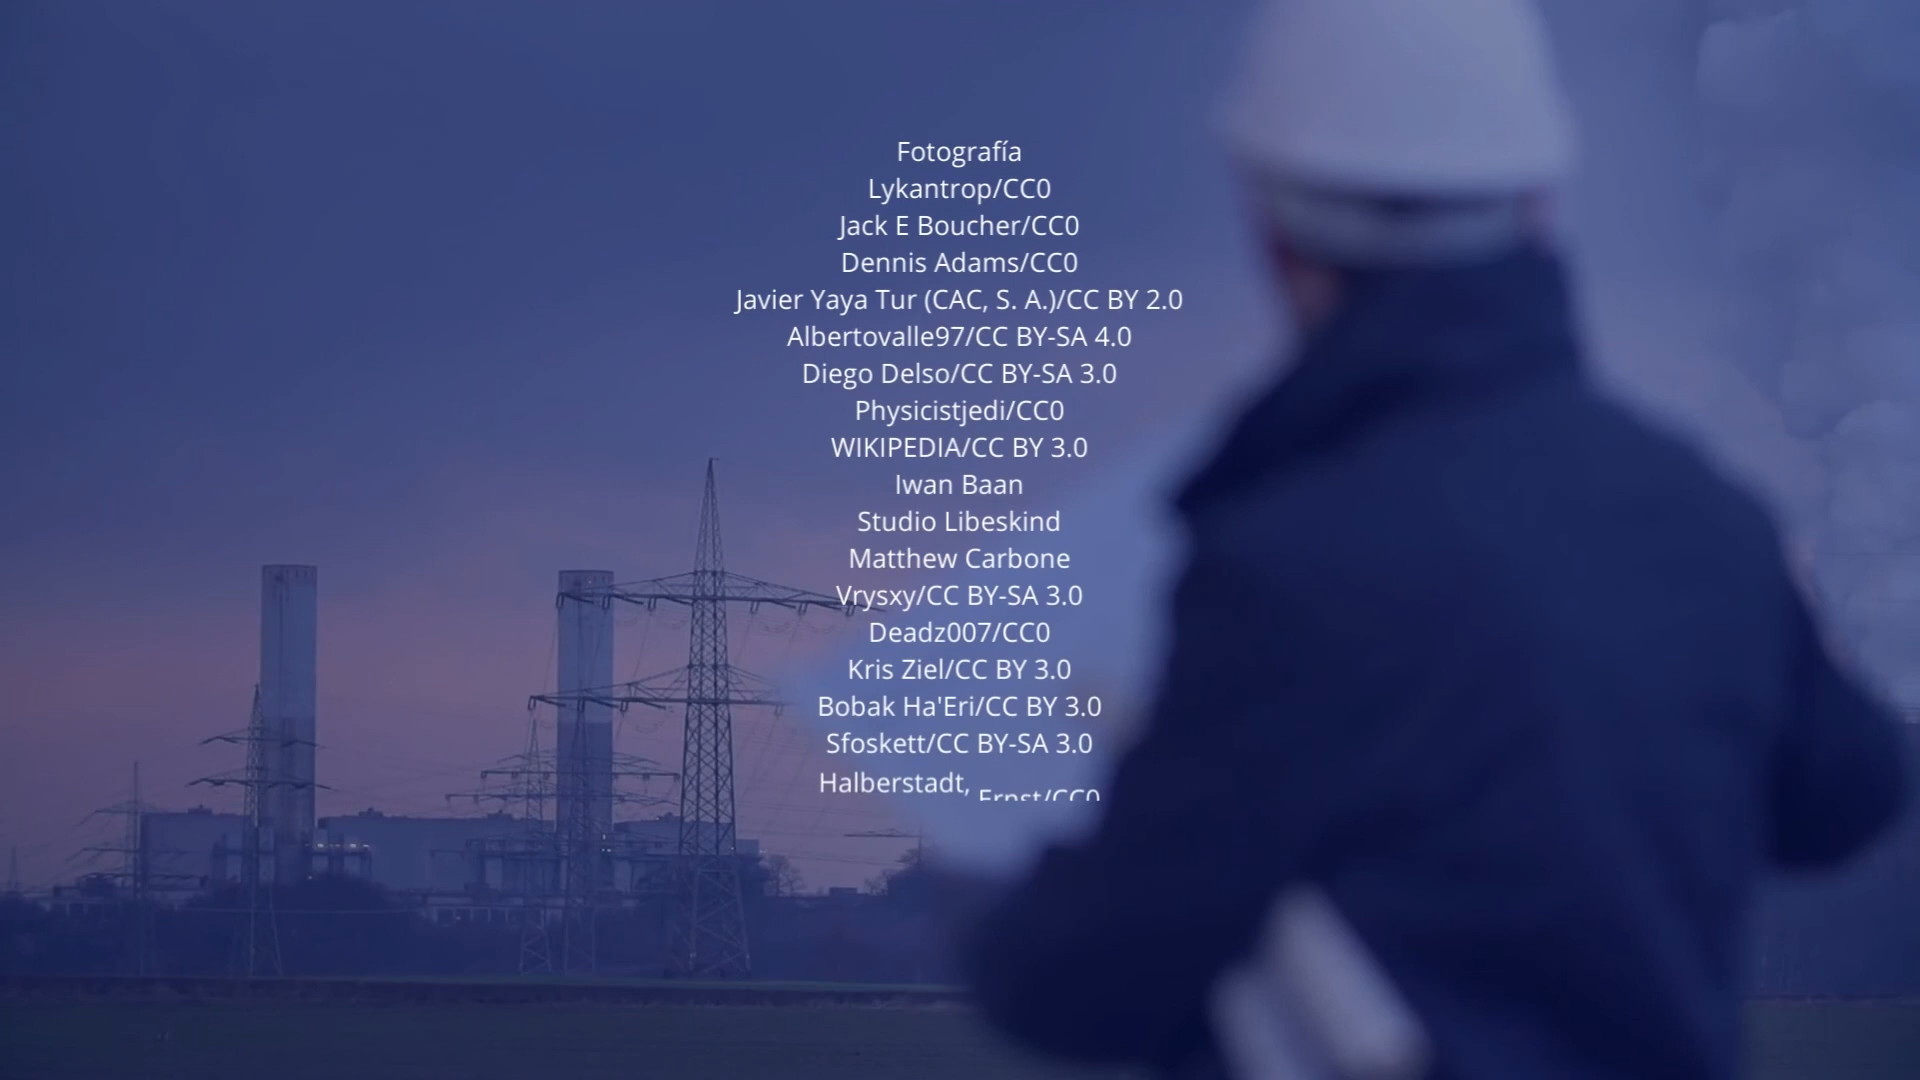 Fotografía
Lykantrop/CC0
Jack E Boucher/CC0
Dennis Adams/CC0
Javier Yaya Tur (CAC, S. A.)/CC BY 2.0
Albertovalle97/CC BY-SA 4.0
Diego Delso/CC BY-SA 3.0
Physicistjedi/CC0
WIKIPEDIA/CC BY 3.0
Iwan Baan
Studio Libeskind
Matthew Carbone
Vrysxy/CC BY-SA 3.0
Deadz007/CC0
Kris Ziel/CC BY 3.0
Bobak Ha'Eri/CC BY 3.0
Sfoskett/CC BY-SA 3.0
Halberstadt, Ernst/CC0